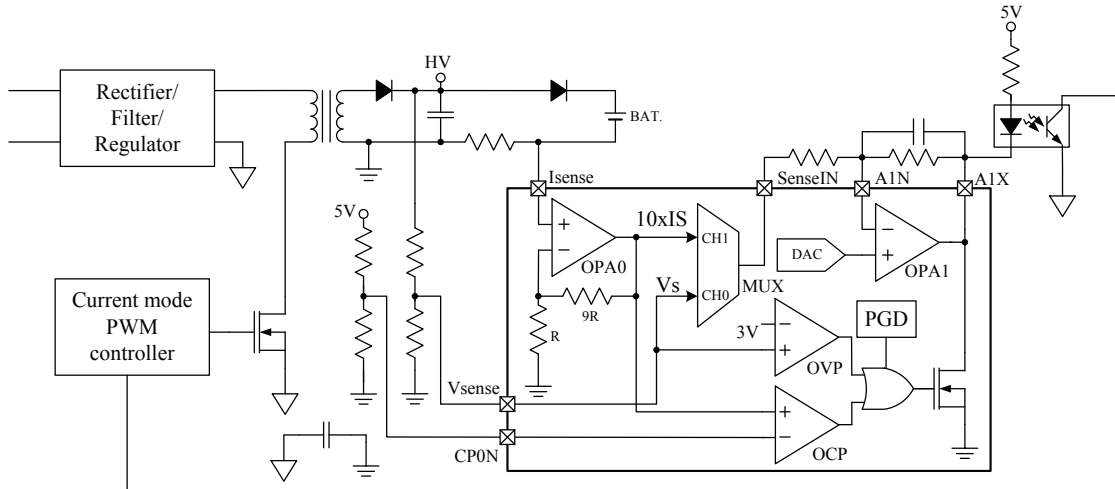 5V
HV
Rectifier/
Filter/
Regulator
BAT.
Isense
SenseIN
A1N
A1X
5V
10xIS
CH1
DAC
OPA0
OPA1
MUX
Vs
CH0
9R
R
Current mode
PWM
controller
3V
PGD
OVP
Vsense
CP0N
OCP